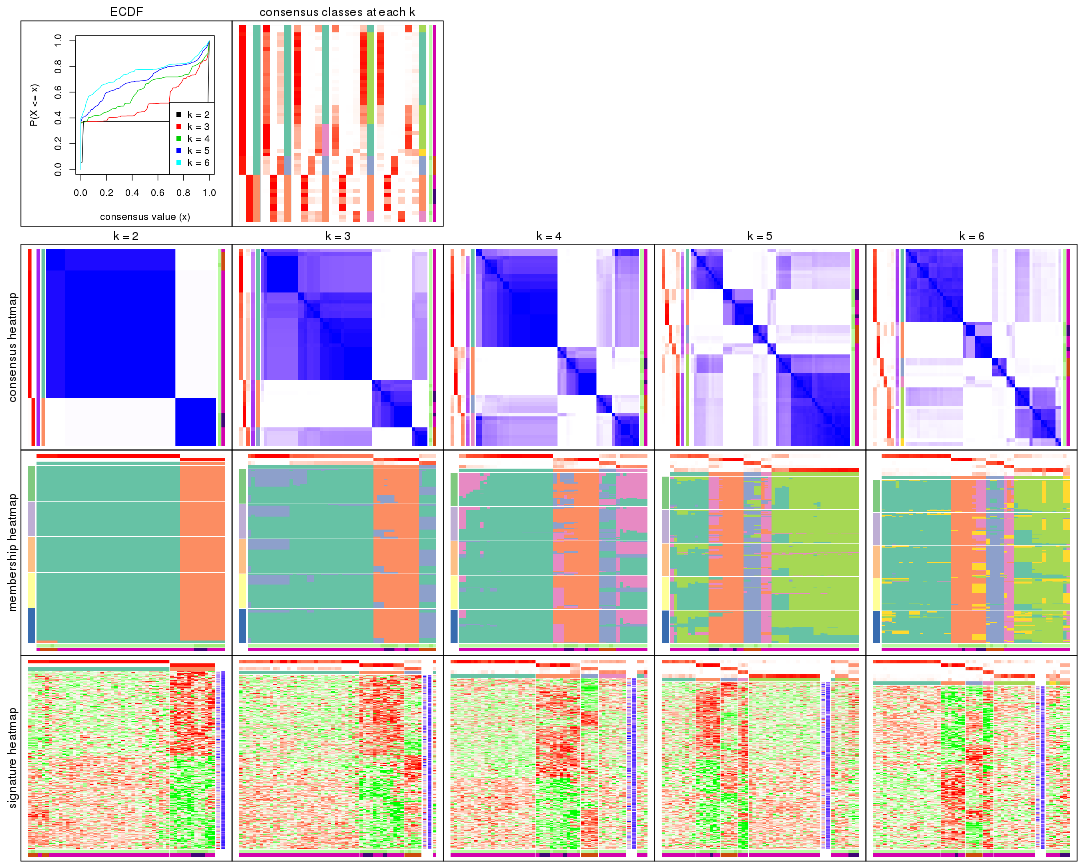 ECDF
consensus classes at each k
P(X <= x)
1.0
0.8
0.6
0.4
0.2
0.0
k = 2
k = 3
k = 4
k = 5
k = 6
0.0 0.2 0.4 0.6 0.8 1.0
consensus value (x)
k = 2 k = 3 k = 4 k = 5 k = 6
consensus heatmap
membership heatmap
signature heatmap